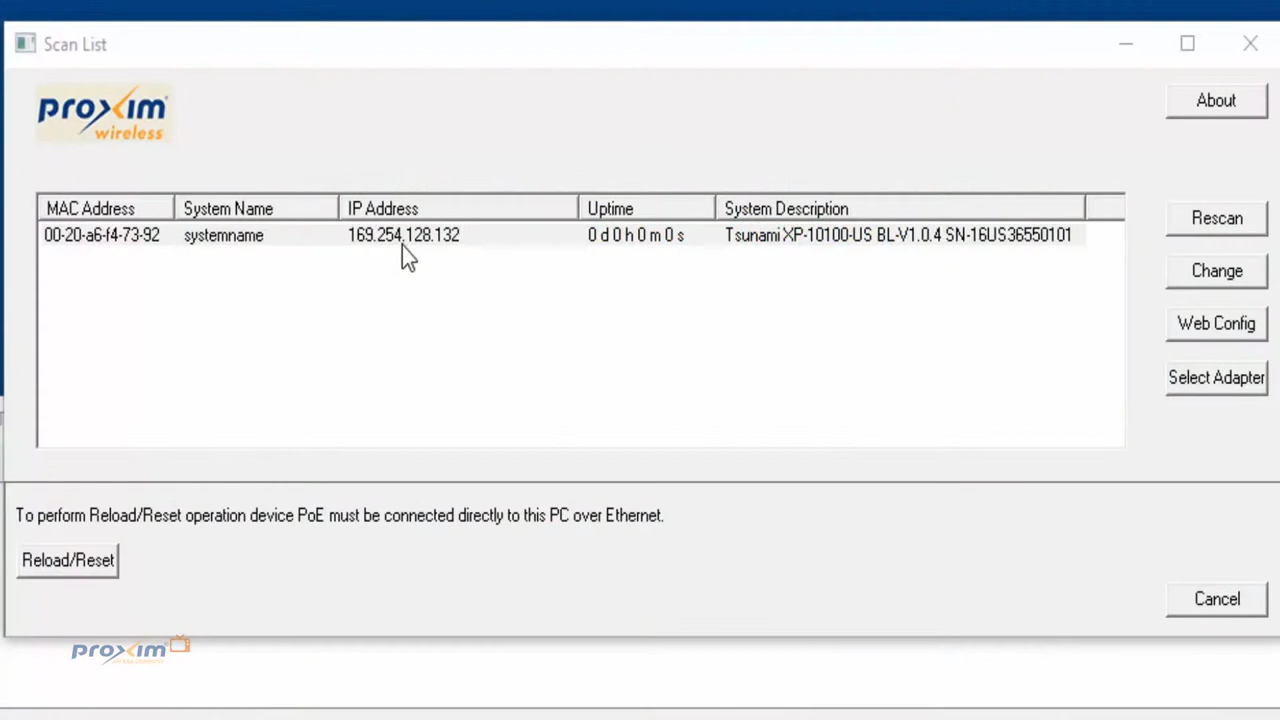 Scan List
proxim
wireless
About
MAC Address System Name IP Address Uptime System Description
00-20-a6-f4-73-92 systemname 169.254.128.132 0 d 0 h 0 m 0 s Tsunami XP-10100-US BL-V1.0.4 SN-16US36550101
Rescan
Change
Web Config
Select Adapter
To perform Reload/Reset operation device PoE must be connected directly to this PC over Ethernet.
Reload/Reset
Cancel
proxim